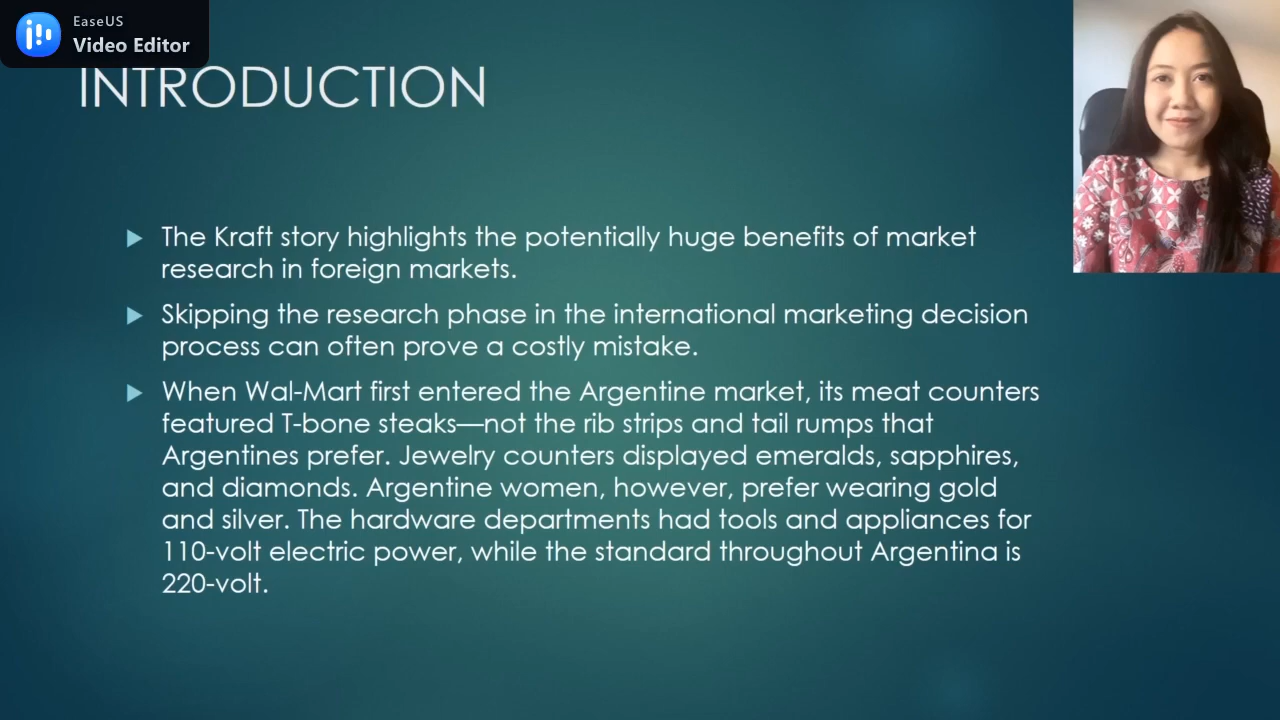 EaseUS
Video Editor
INTRODUCTION
The Kraft story highlights the potentially huge benefits of market
research in foreign markets.
Skipping the research phase in the international marketing decision
process can often prove a costly mistake.
When Wal-Mart first entered the Argentine market, its meat counters
featured T-bone steaks—not the rib strips and tail rumps that
Argentines prefer. Jewelry counters displayed emeralds, sapphires,
and diamonds. Argentine women, however, prefer wearing gold
and silver. The hardware departments had tools and appliances for
110-volt electric power, while the standard throughout Argentina is
220-volt.